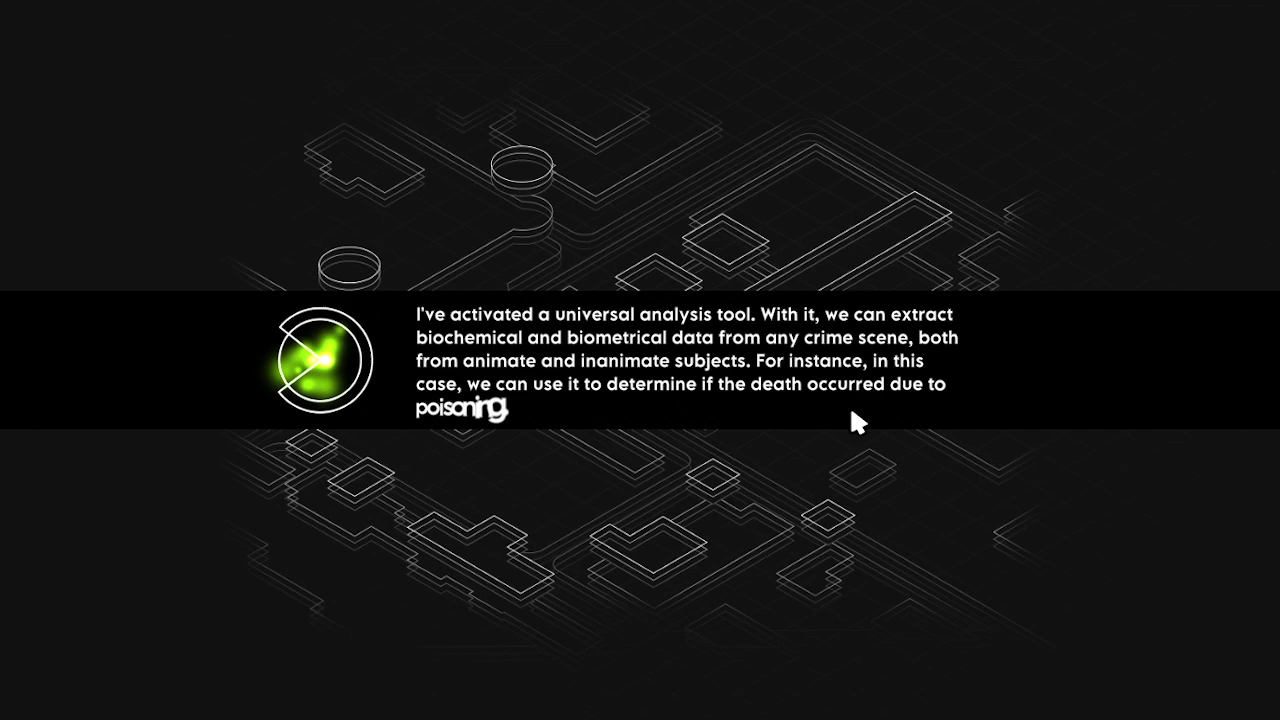 I've activated a universal analysis tool. With it, we can extract
biochemical and biometrical data from any crime scene, both
from animate and inanimate subjects. For instance, in this
case, we can use it to determine if the death occurred due to
poisoning.